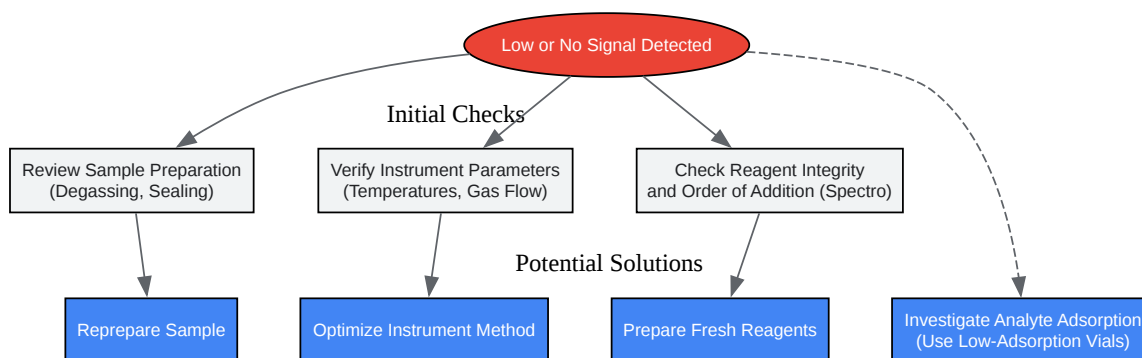 Low or No Signal Detected
Initial Checks
Review Sample Preparation
(Degassing, Sealing)
Verify Instrument Parameters
(Temperatures, Gas Flow)
Check Reagent Integrity
and Order of Addition (Spectro)
Potential Solutions
Reprepare Sample
Optimize Instrument Method
Prepare Fresh Reagents
Investigate Analyte Adsorption
(Use Low-Adsorption Vials)